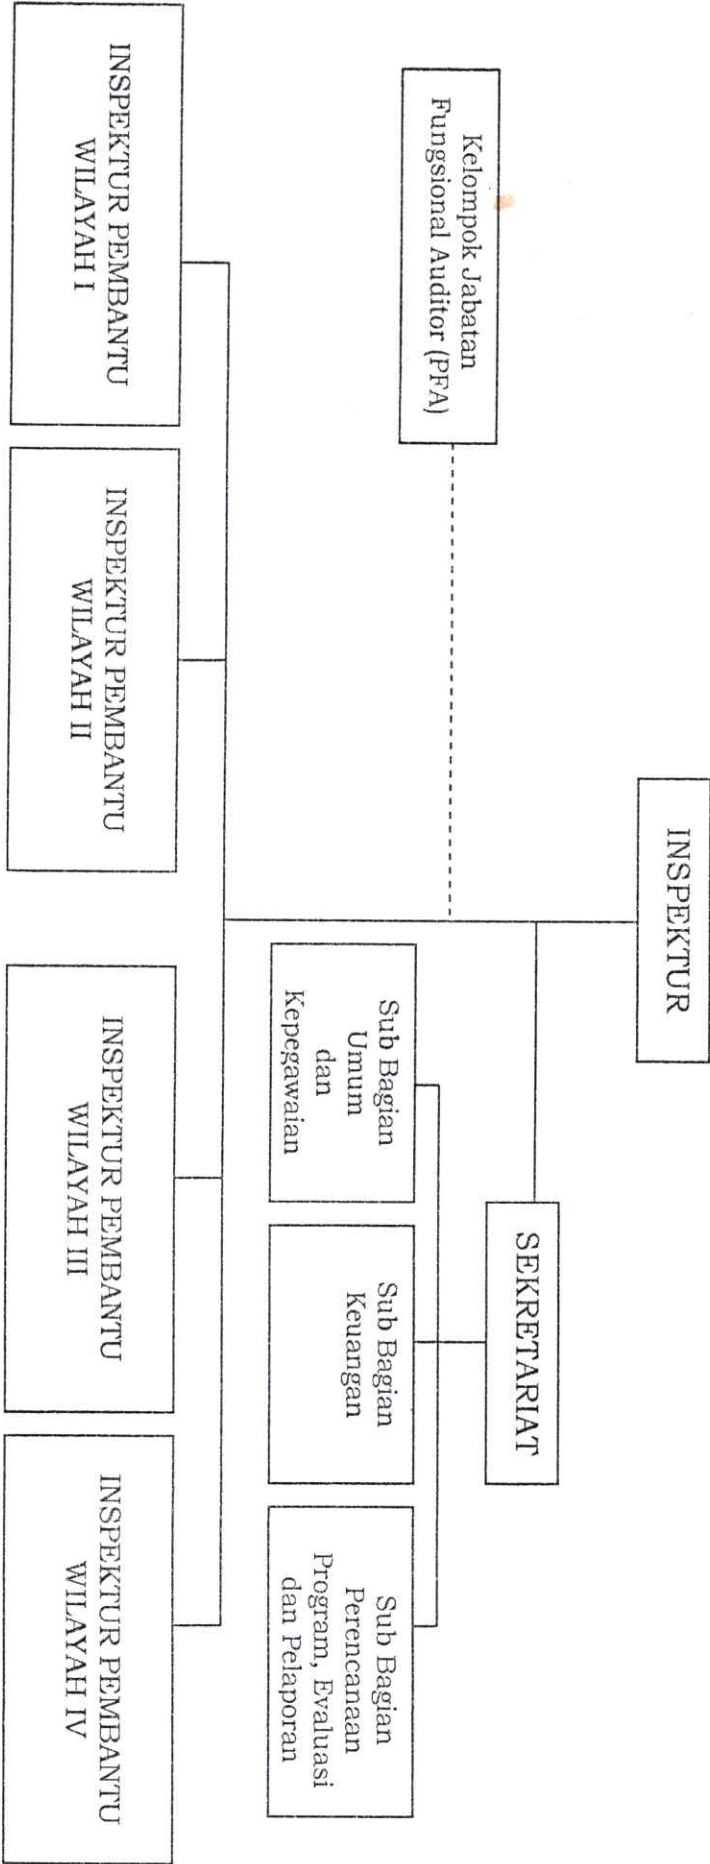 INSPEKTUR
SEKRETARIAT
Kelompok Jabatan
Fungsional Auditor (PFA)
Sub Bagian
Umum
dan
Kepegawaian
Sub Bagian
Keuangan
Sub Bagian
Perencanaan
Program, Evaluasi
dan Pelaporan
INSPEKTUR PEMBANTU
WILAYAH I
INSPEKTUR PEMBANTU
WILAYAH II
INSPEKTUR PEMBANTU
WILAYAH III
INSPEKTUR PEMBANTU
WILAYAH IV